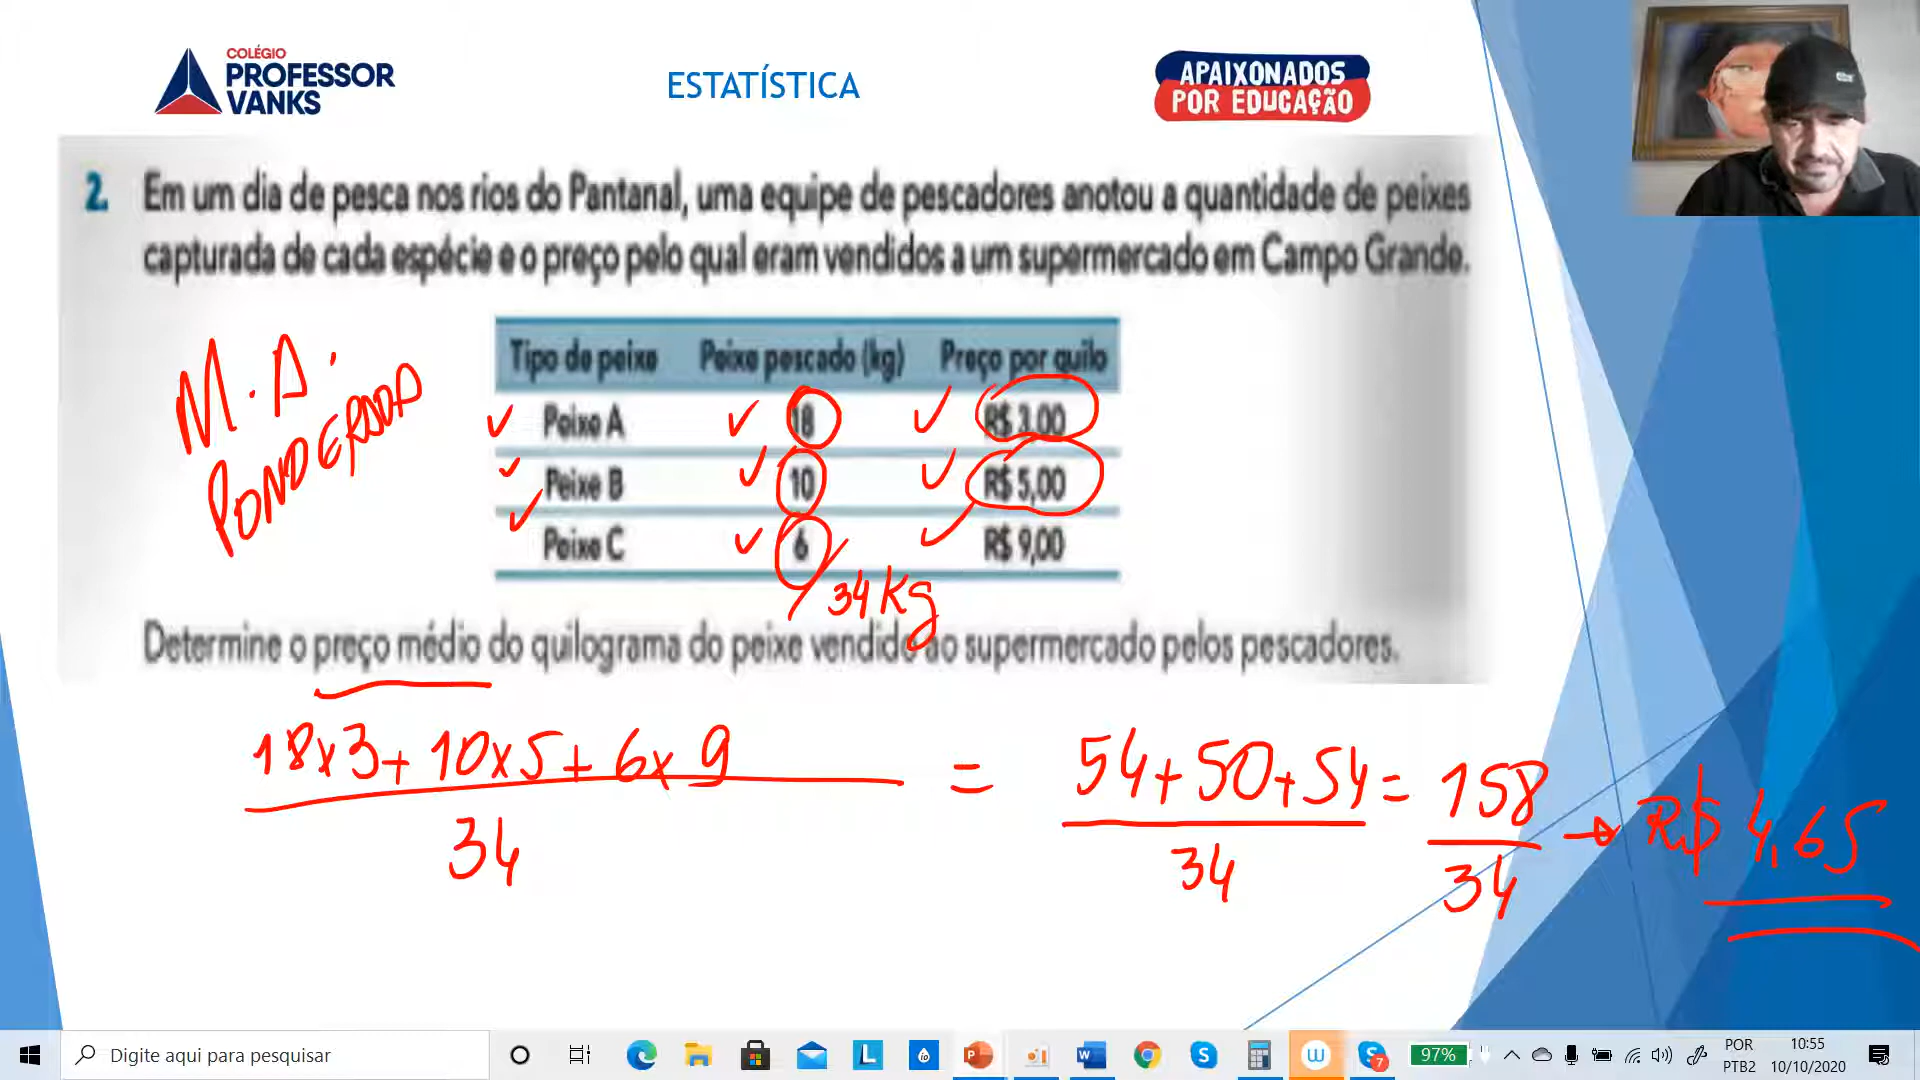 COLÉGIO
PROFESSOR
VANKS
ESTATÍSTICA
APAIXONADOS
POR EDUCAÇÃO
2. Em um dia de pesca nos rios do Pantanal, uma equipe de pescadores anotou a quantidade de peixes
capturada de cada espécie e o preço pelo qual eram vendidos a um supermercado em Campo Grande.
M.A.
PONDERADA
Tipo de peixe Peixe pescado (kg) Preço por quilo
Peixe A 18 R$ 3,00
Peixe B 10 R$ 5,00
Peixe C 6 R$ 9,00
34 kg
Determine o preço médio do quilograma do peixe vendido ao supermercado pelos pescadores.
18x3+10x5+6x9 = 54+50+54 = 158 → R$ 4,65
34 34 34
Digite aqui para pesquisar
97%
POR
PTB2
10:55
10/10/2020